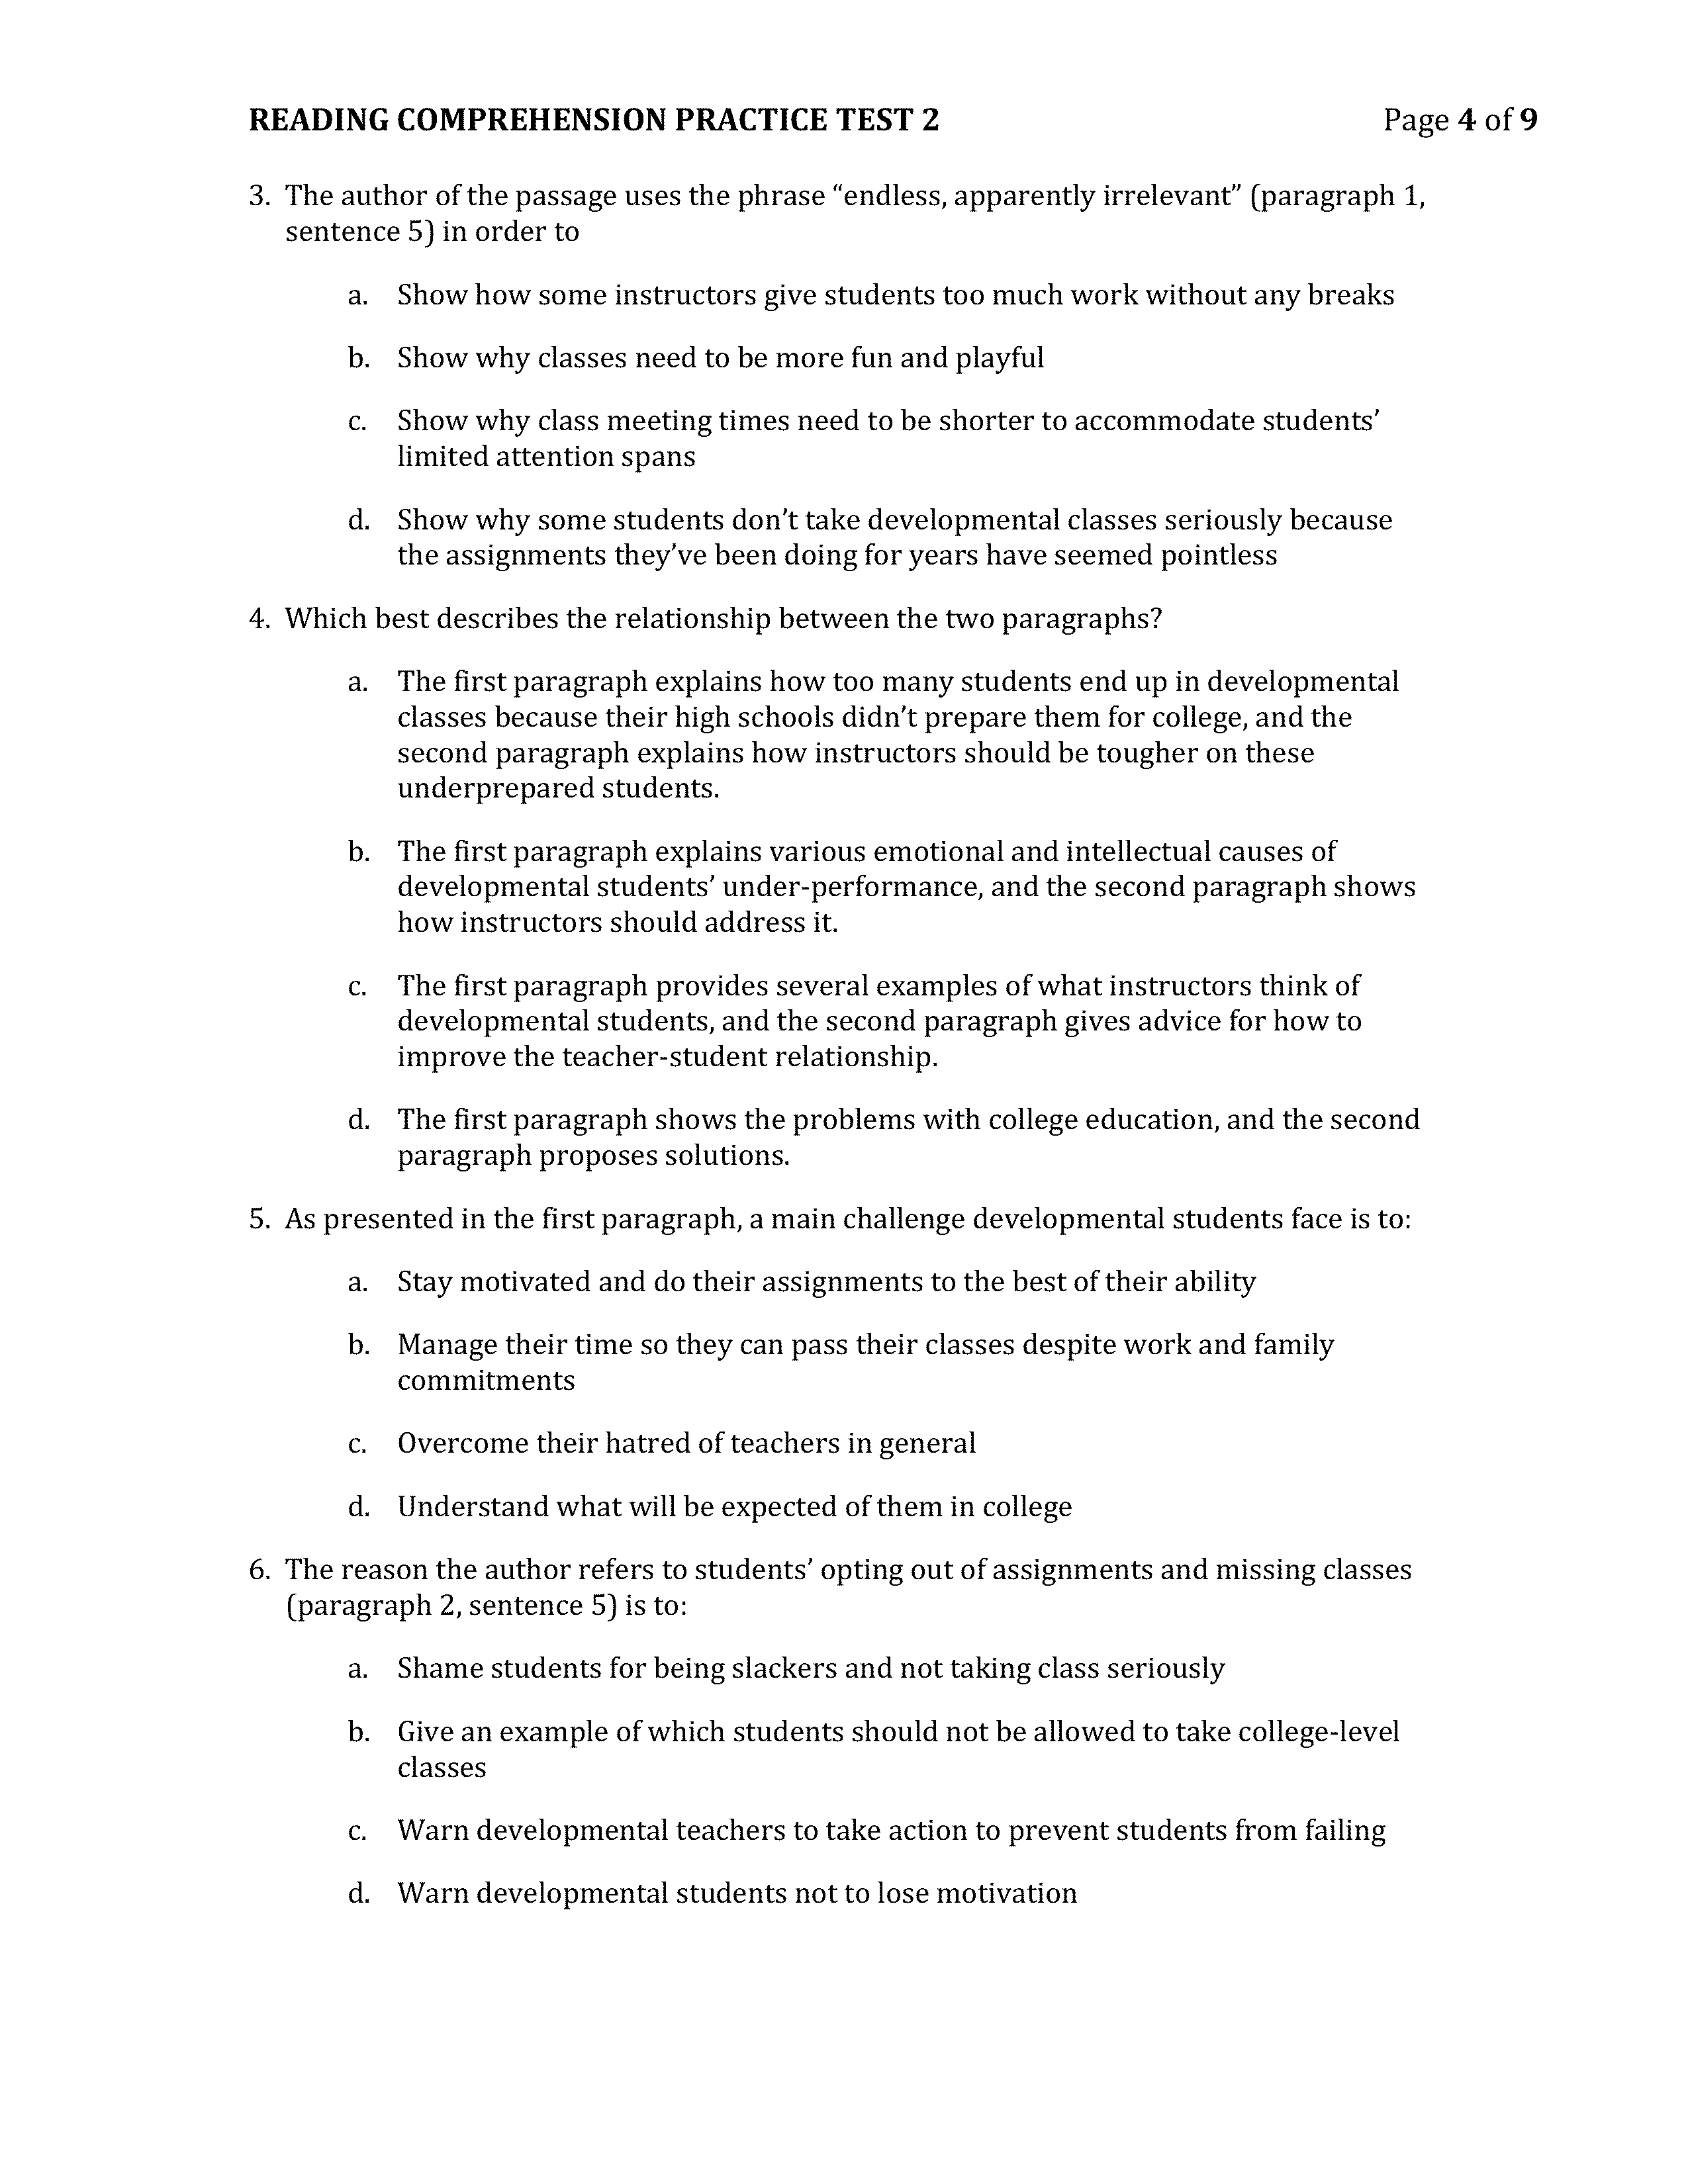 READING COMPREHENSION PRACTICE TEST 2 Page 4 of 9
3. The author of the passage uses the phrase “endless, apparently irrelevant” (paragraph 1,
sentence 5) in order to
a. Show how some instructors give students too much work without any breaks
b. Show why classes need to be more fun and playful
c. Show why class meeting times need to be shorter to accommodate students’
limited attention spans
d. Show why some students don’t take developmental classes seriously because
the assignments they’ve been doing for years have seemed pointless
4. Which best describes the relationship between the two paragraphs?
a. The first paragraph explains how too many students end up in developmental
classes because their high schools didn’t prepare them for college, and the
second paragraph explains how instructors should be tougher on these
underprepared students.
b. The first paragraph explains various emotional and intellectual causes of
developmental students’ under-performance, and the second paragraph shows
how instructors should address it.
c. The first paragraph provides several examples of what instructors think of
developmental students, and the second paragraph gives advice for how to
improve the teacher-student relationship.
d. The first paragraph shows the problems with college education, and the second
paragraph proposes solutions.
5. As presented in the first paragraph, a main challenge developmental students face is to:
a. Stay motivated and do their assignments to the best of their ability
b. Manage their time so they can pass their classes despite work and family
commitments
c. Overcome their hatred of teachers in general
d. Understand what will be expected of them in college
6. The reason the author refers to students’ opting out of assignments and missing classes
(paragraph 2, sentence 5) is to:
a. Shame students for being slackers and not taking class seriously
b. Give an example of which students should not be allowed to take college-level
classes
c. Warn developmental teachers to take action to prevent students from failing
d. Warn developmental students not to lose motivation